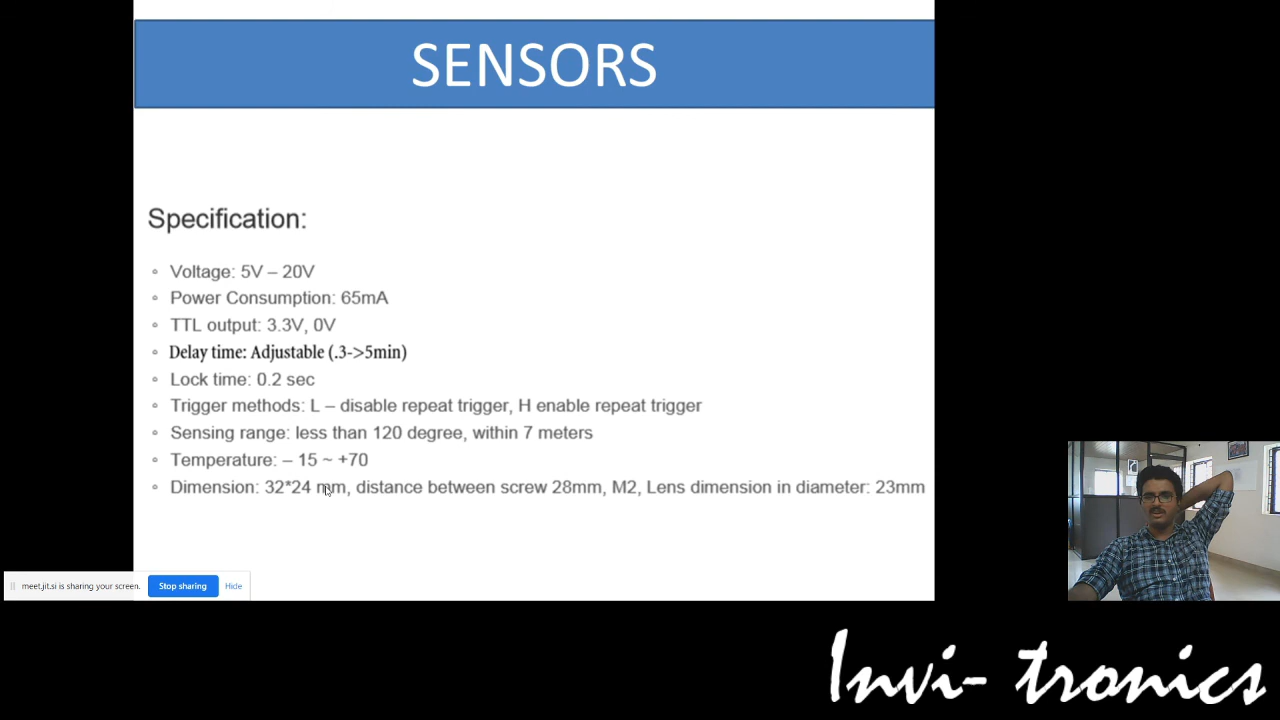 SENSORS
Specification:
Voltage: 5V – 20V
Power Consumption: 65mA
TTL output: 3.3V, 0V
Delay time: Adjustable (.3->5min)
Lock time: 0.2 sec
Trigger methods: L – disable repeat trigger, H enable repeat trigger
Sensing range: less than 120 degree, within 7 meters
Temperature: – 15 ~ +70
Dimension: 32*24 mm, distance between screw 28mm, M2, Lens dimension in diameter: 23mm
meet.jit.si is sharing your screen.
Stop sharing
Hide
Invi- tronics